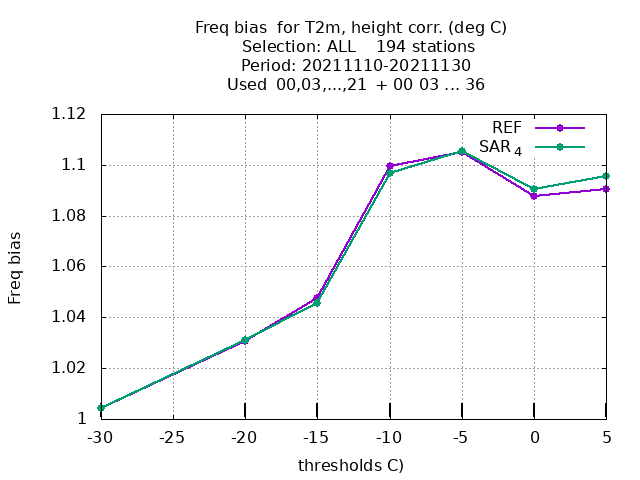 Freq bias  for T2m, height corr. (deg C)
Selection: ALL    194 stations
Period: 20211110-20211130
Used  00,03,...,21  + 00 03 ... 36
REF
SAR 4
1.12
1.1
1.08
1.06
1.04
1.02
1
Freq bias
-30 -25 -20 -15 -10 -5 0 5
thresholds C)